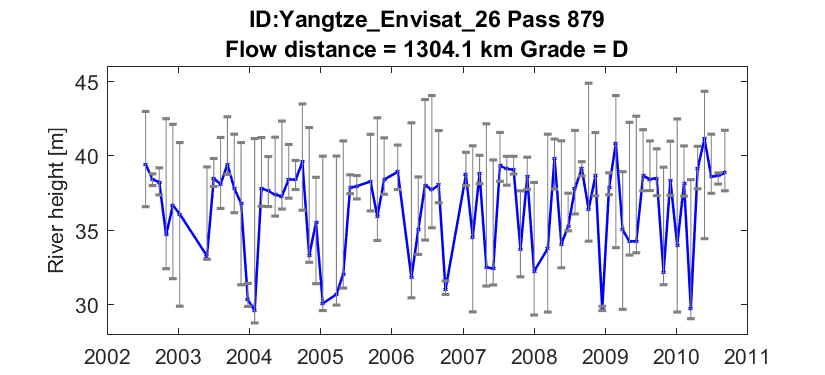 ID:Yangtze_Envisat_26 Pass 879
Flow distance = 1304.1 km Grade = D
45
40
35
30
River height [m]
2002 2003 2004 2005 2006 2007 2008 2009 2010 2011